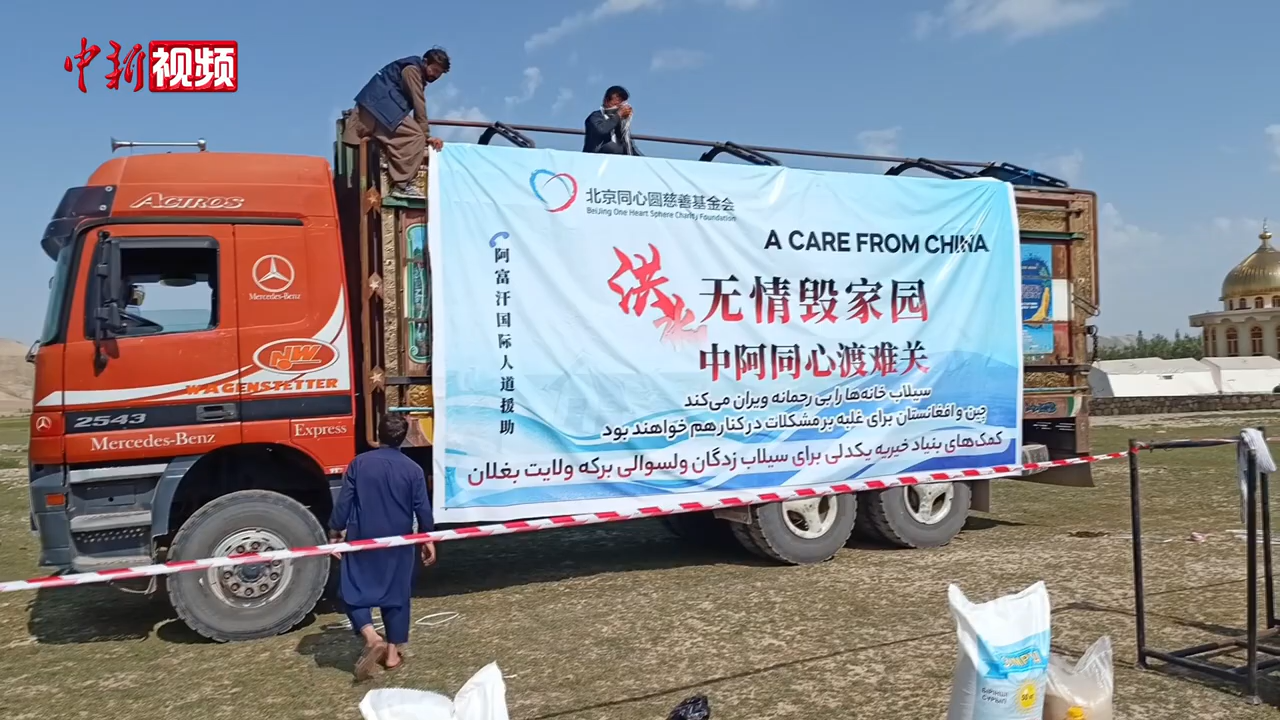 中新视频
北京同心圆慈善基金会
BeiJing One Heart Sphere Charity Foundation
A CARE FROM CHINA
阿富汗国际人道援助
洪水无情毁家园
中阿同心渡难关
سیلاب خانه‌ها را بی رحمانه ویران می‌کند
چین و افغانستان برای غلبه بر مشکلات در کنار هم خواهند بود
کمک‌های بنیاد خیریه یکدلی برای سیلاب زدگان ولسوالی برکه ولایت بغلان
ACTROS
Mercedes-Benz
NW
WAGENSTETTER
2543
Mercedes-Benz
Express
БІРІНШІ
СҰРЫП